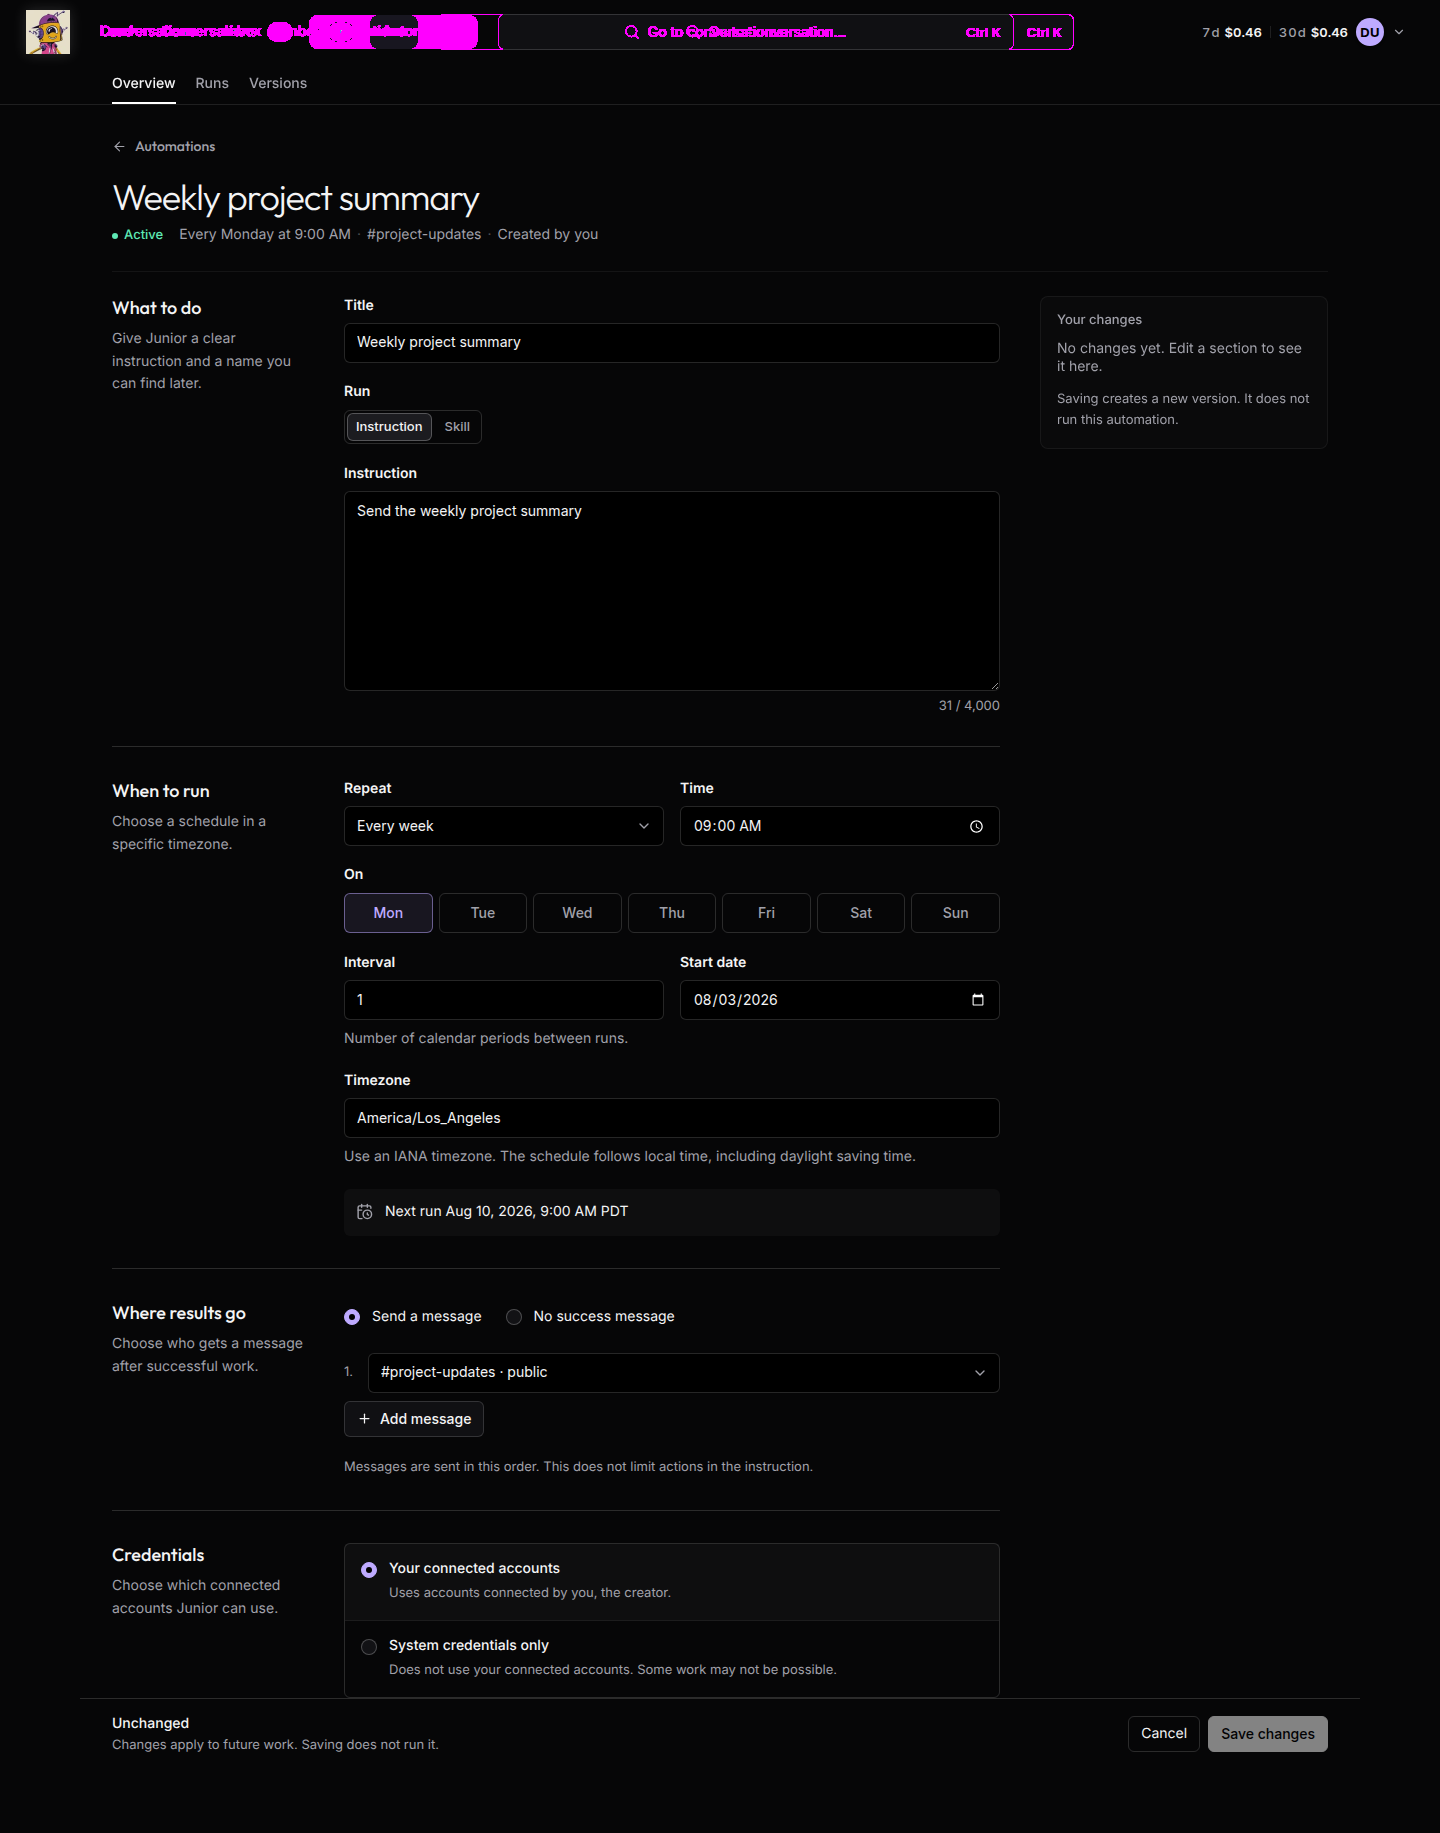 Go to
Ctrl K
Ctrl K
7d $0.46
30d $0.46
DU
Overview
Runs
Versions
Automations
Weekly project summary
Active
Every Monday at 9:00 AM · #project-updates · Created by you
What to do
Give Junior a clear
instruction and a name you
can find later.
Title
Weekly project summary
Run
Instruction
Skill
Instruction
Send the weekly project summary
31 / 4,000
Your changes
No changes yet. Edit a section to see
it here.
Saving creates a new version. It does not
run this automation.
When to run
Choose a schedule in a
specific timezone.
Repeat
Every week
Time
09:00 AM
On
Mon
Tue
Wed
Thu
Fri
Sat
Sun
Interval
1
Start date
08/03/2026
Number of calendar periods between runs.
Timezone
America/Los_Angeles
Use an IANA timezone. The schedule follows local time, including daylight saving time.
Next run Aug 10, 2026, 9:00 AM PDT
Where results go
Choose who gets a message
after successful work.
Send a message
No success message
1.
#project-updates · public
Add message
Messages are sent in this order. This does not limit actions in the instruction.
Credentials
Choose which connected
accounts Junior can use.
Your connected accounts
Uses accounts connected by you, the creator.
System credentials only
Does not use your connected accounts. Some work may not be possible.
Unchanged
Changes apply to future work. Saving does not run it.
Cancel
Save changes